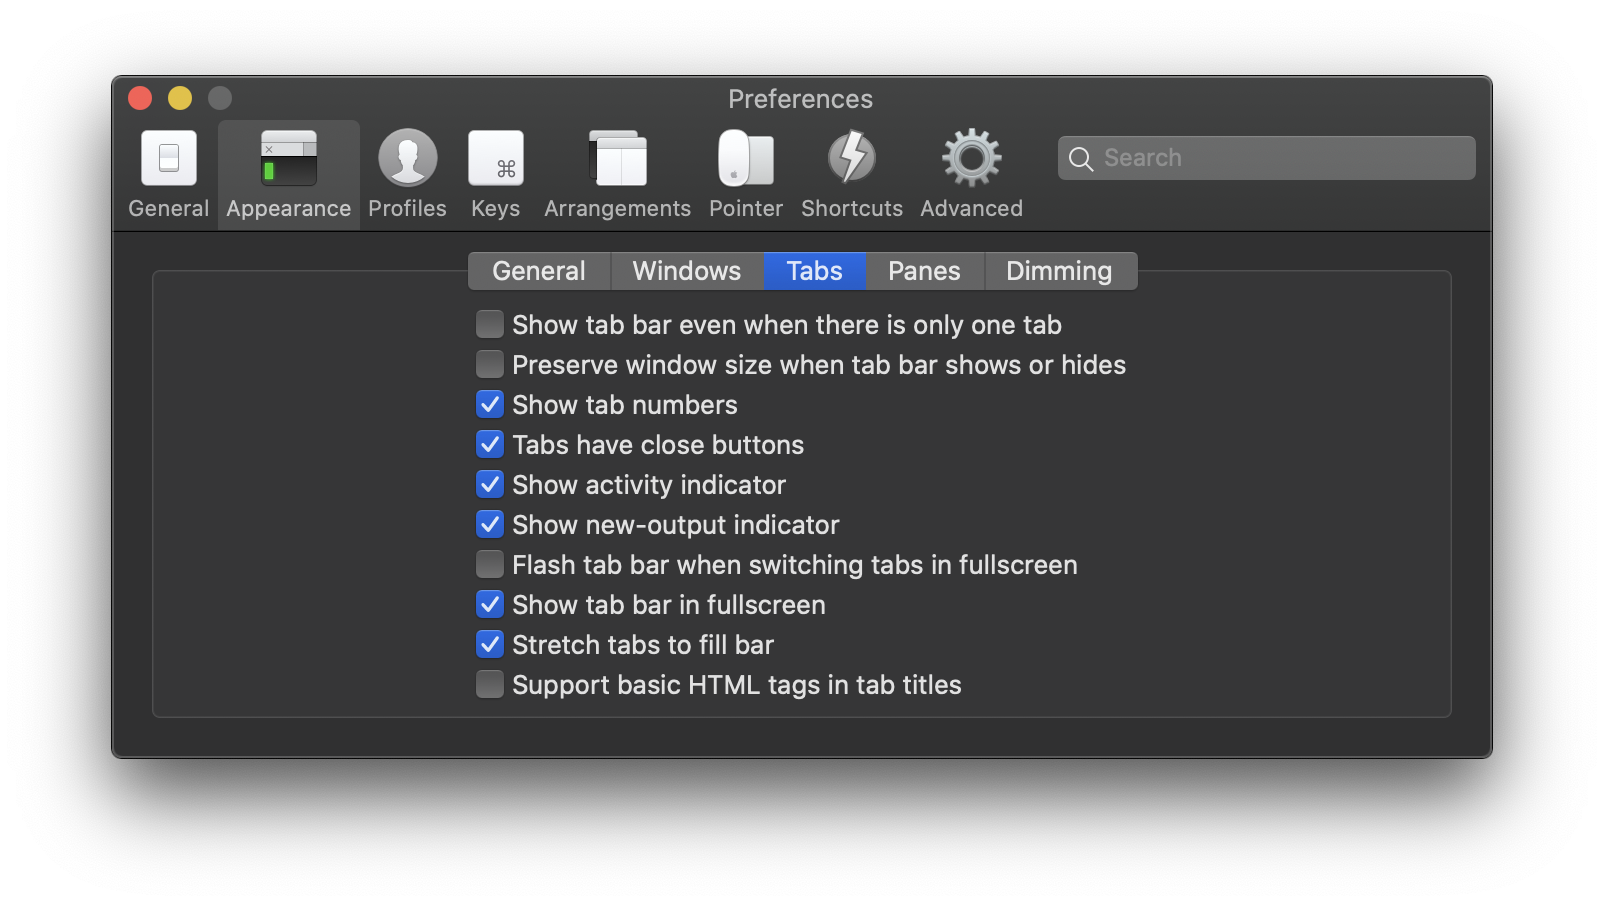 Preferences
General Appearance Profiles Keys Arrangements Pointer Shortcuts Advanced Search
General Windows Tabs Panes Dimming
Show tab bar even when there is only one tab
Preserve window size when tab bar shows or hides
Show tab numbers
Tabs have close buttons
Show activity indicator
Show new-output indicator
Flash tab bar when switching tabs in fullscreen
Show tab bar in fullscreen
Stretch tabs to fill bar
Support basic HTML tags in tab titles